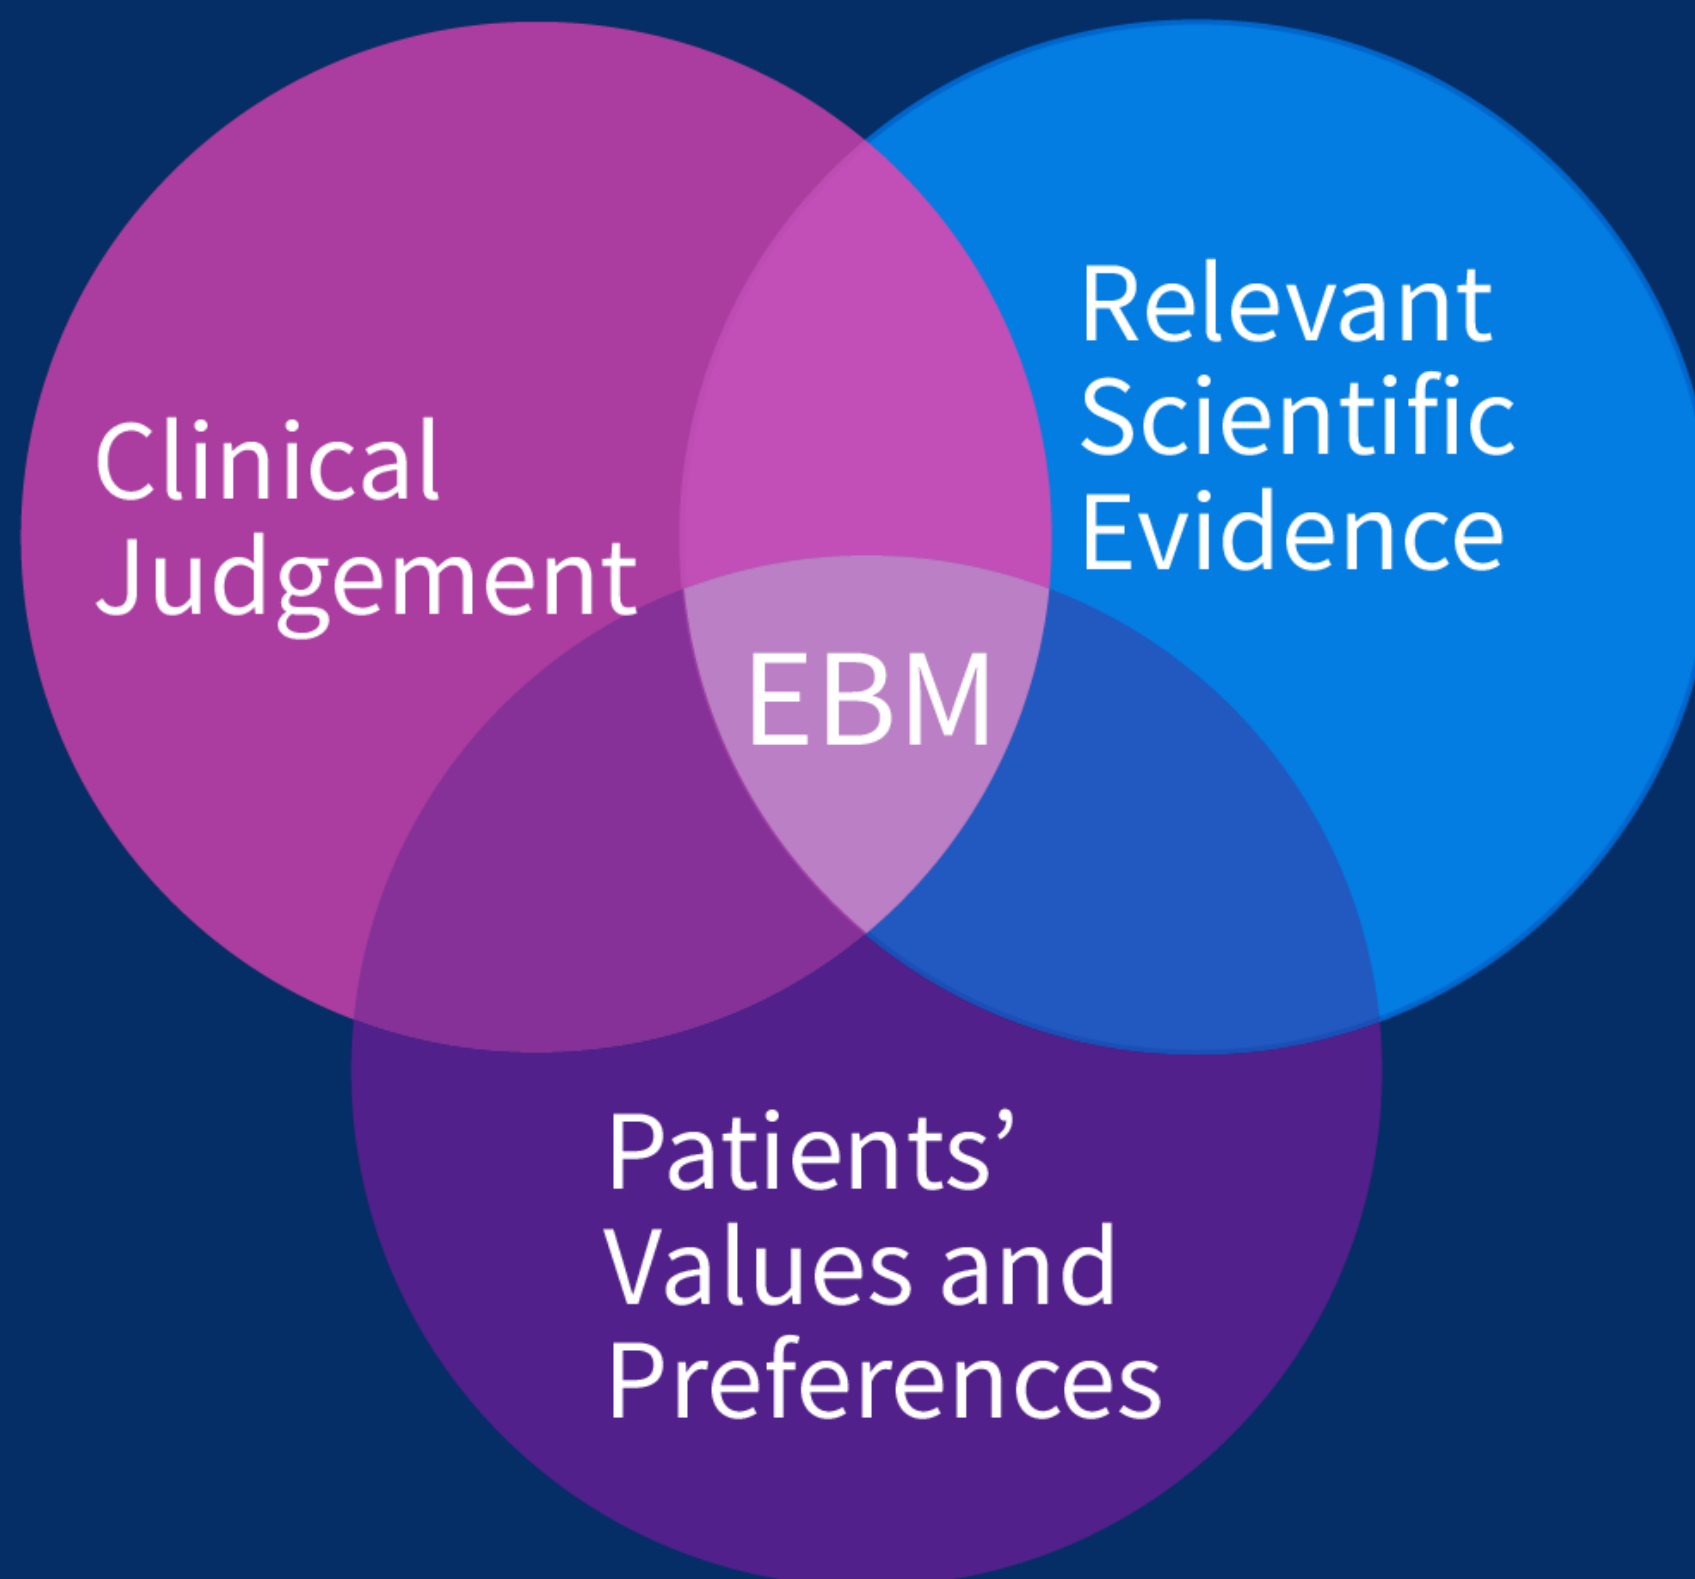 Clinical
Judgement
Relevant
Scientific
Evidence
EBM
Patients’
Values and
Preferences